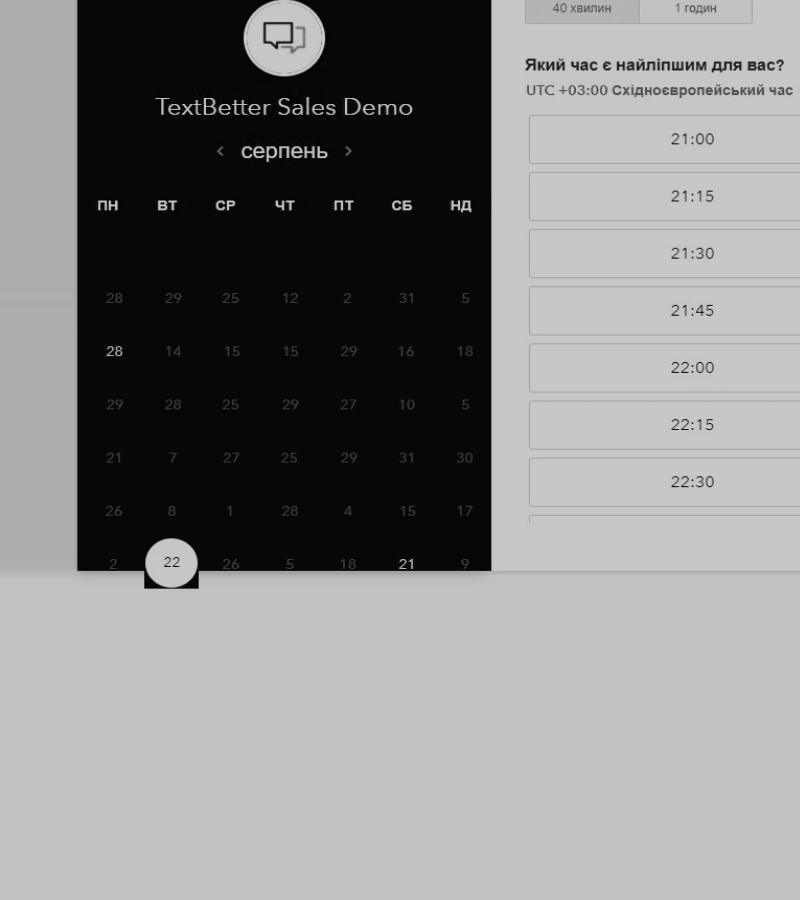 TextBetter Sales Demo
< серпень >
ПН ВТ СР ЧТ ПТ СБ НД
28 29 25 12 2 31 5
28 14 15 15 29 16 18
29 28 25 29 27 10 5
21 7 27 25 29 31 30
26 8 1 28 4 15 17
2 22 26 5 18 21 9
40 хвилин 1 годин
Який час є найліпшим для вас?
UTC +03:00 Східноєвропейський час
21:00
21:15
21:30
21:45
22:00
22:15
22:30